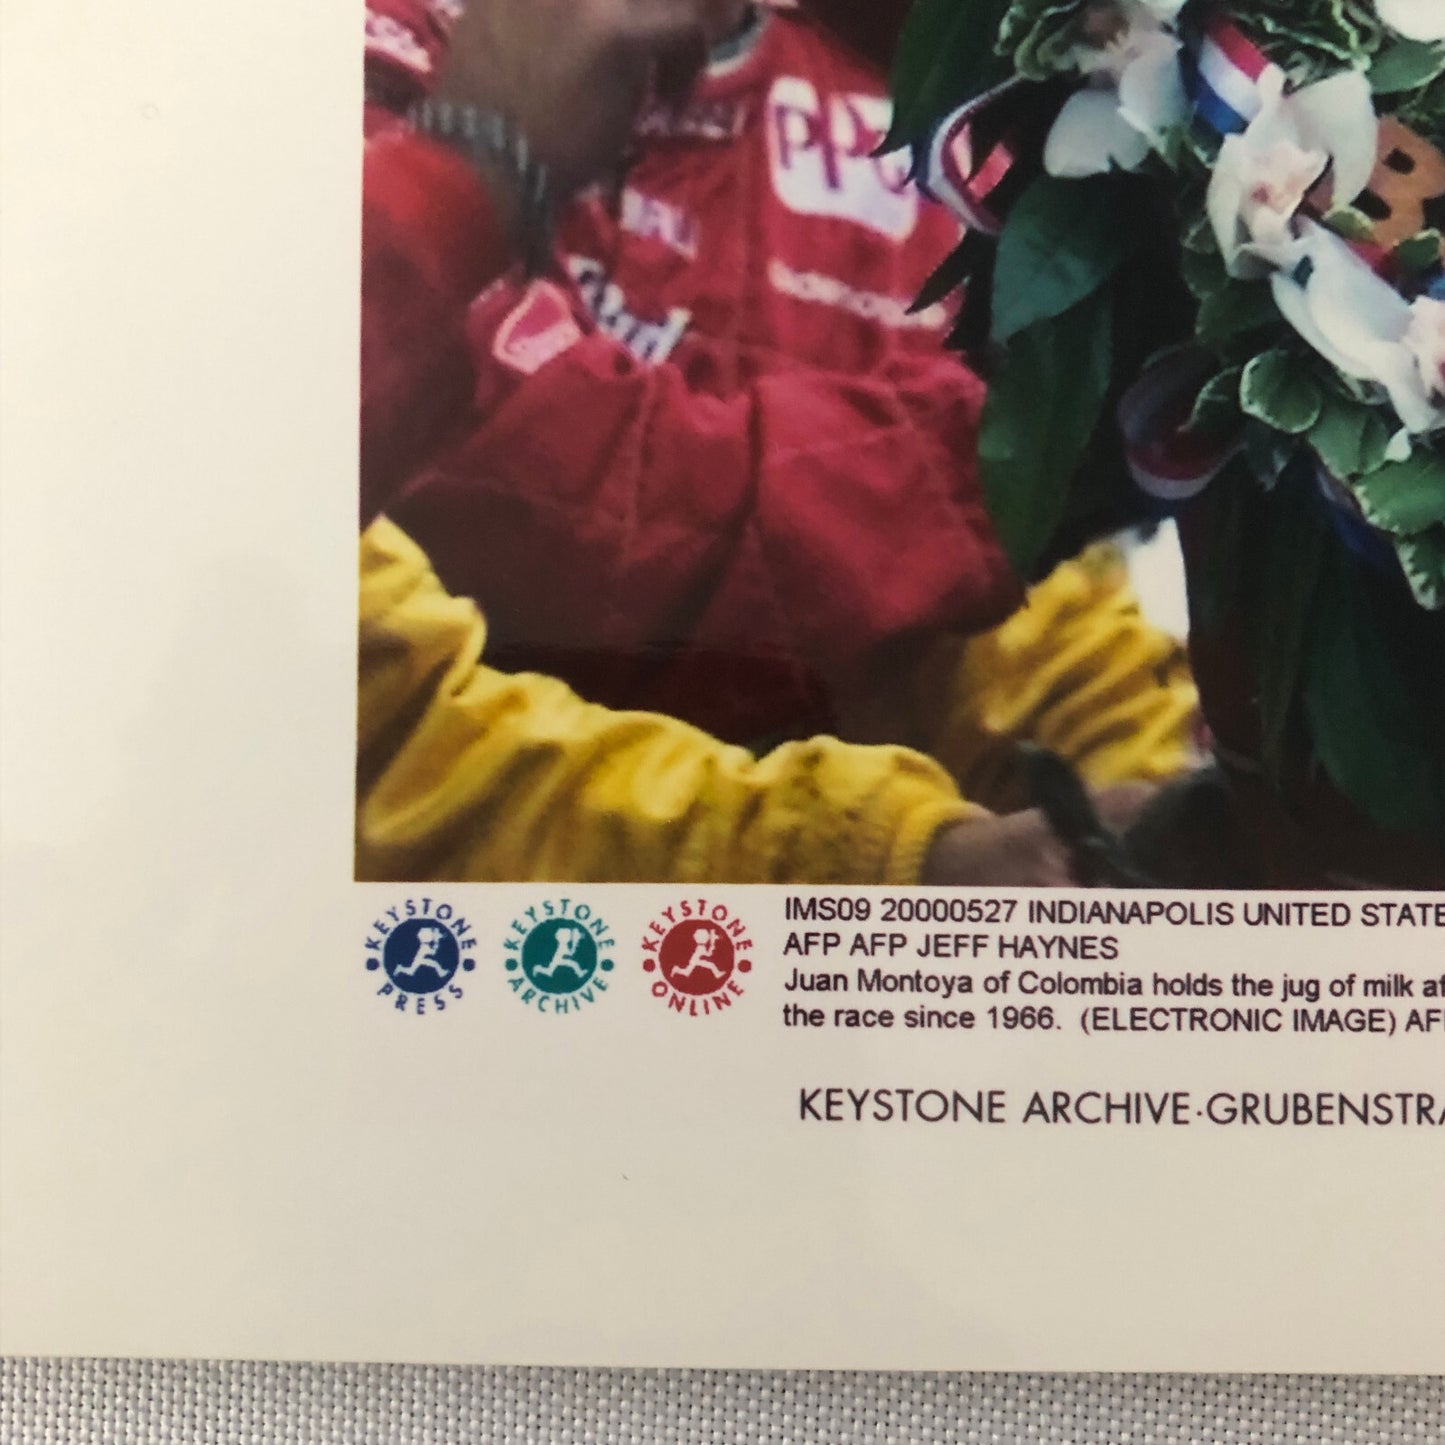 PP
KEYSTONE PRESS
KEYSTONE ARCHIVE
KEYSTONE ONLINE
IMS09 20000527 INDIANAPOLIS UNITED STATE
AFP AFP JEFF HAYNES
Juan Montoya of Colombia holds the jug of milk af
the race since 1966. (ELECTRONIC IMAGE) AF
KEYSTONE ARCHIVE·GRUBENSTRA